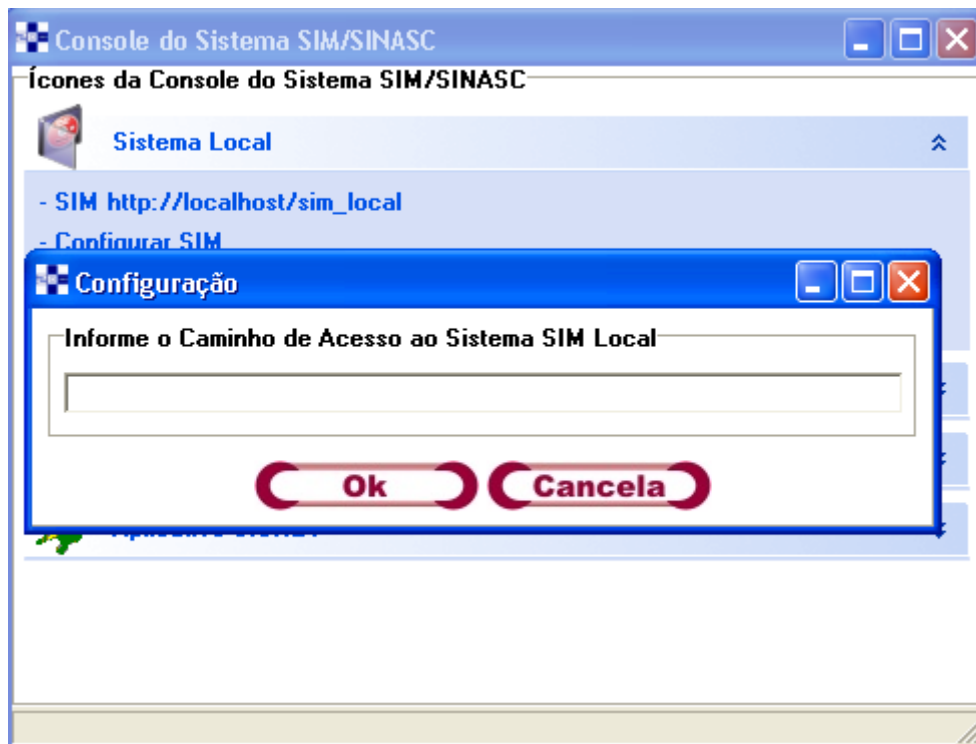 Console do Sistema SIM/SINASC
Ícones da Console do Sistema SIM/SINASC
Sistema Local
- SIM http://localhost/sim_local
- Configurar SIM
Configuração
Informe o Caminho de Acesso ao Sistema SIM Local
Ok
Cancela